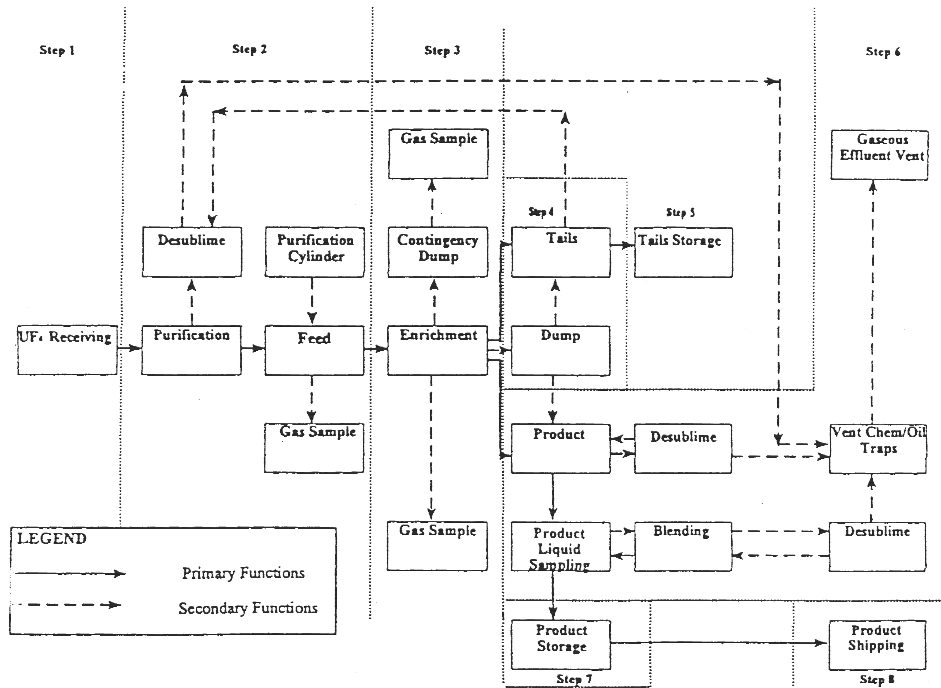 Step 1
Step 2
Step 3
Step 6
Gas Sample
Gaseous
Effluent Vent
Step 4
Step 5
Desublime
Purification
Cylinder
Contingency
Dump
Tails
Tails Storage
UF₆ Receiving
Purification
Feed
Enrichment
Dump
Gas Sample
Product
Desublime
Vent Chem/Oil
Traps
Gas Sample
Product
Liquid
Sampling
Blending
Desublime
LEGEND
Primary Functions
Secondary Functions
Product
Storage
Product
Shipping
Step 7
Step 8